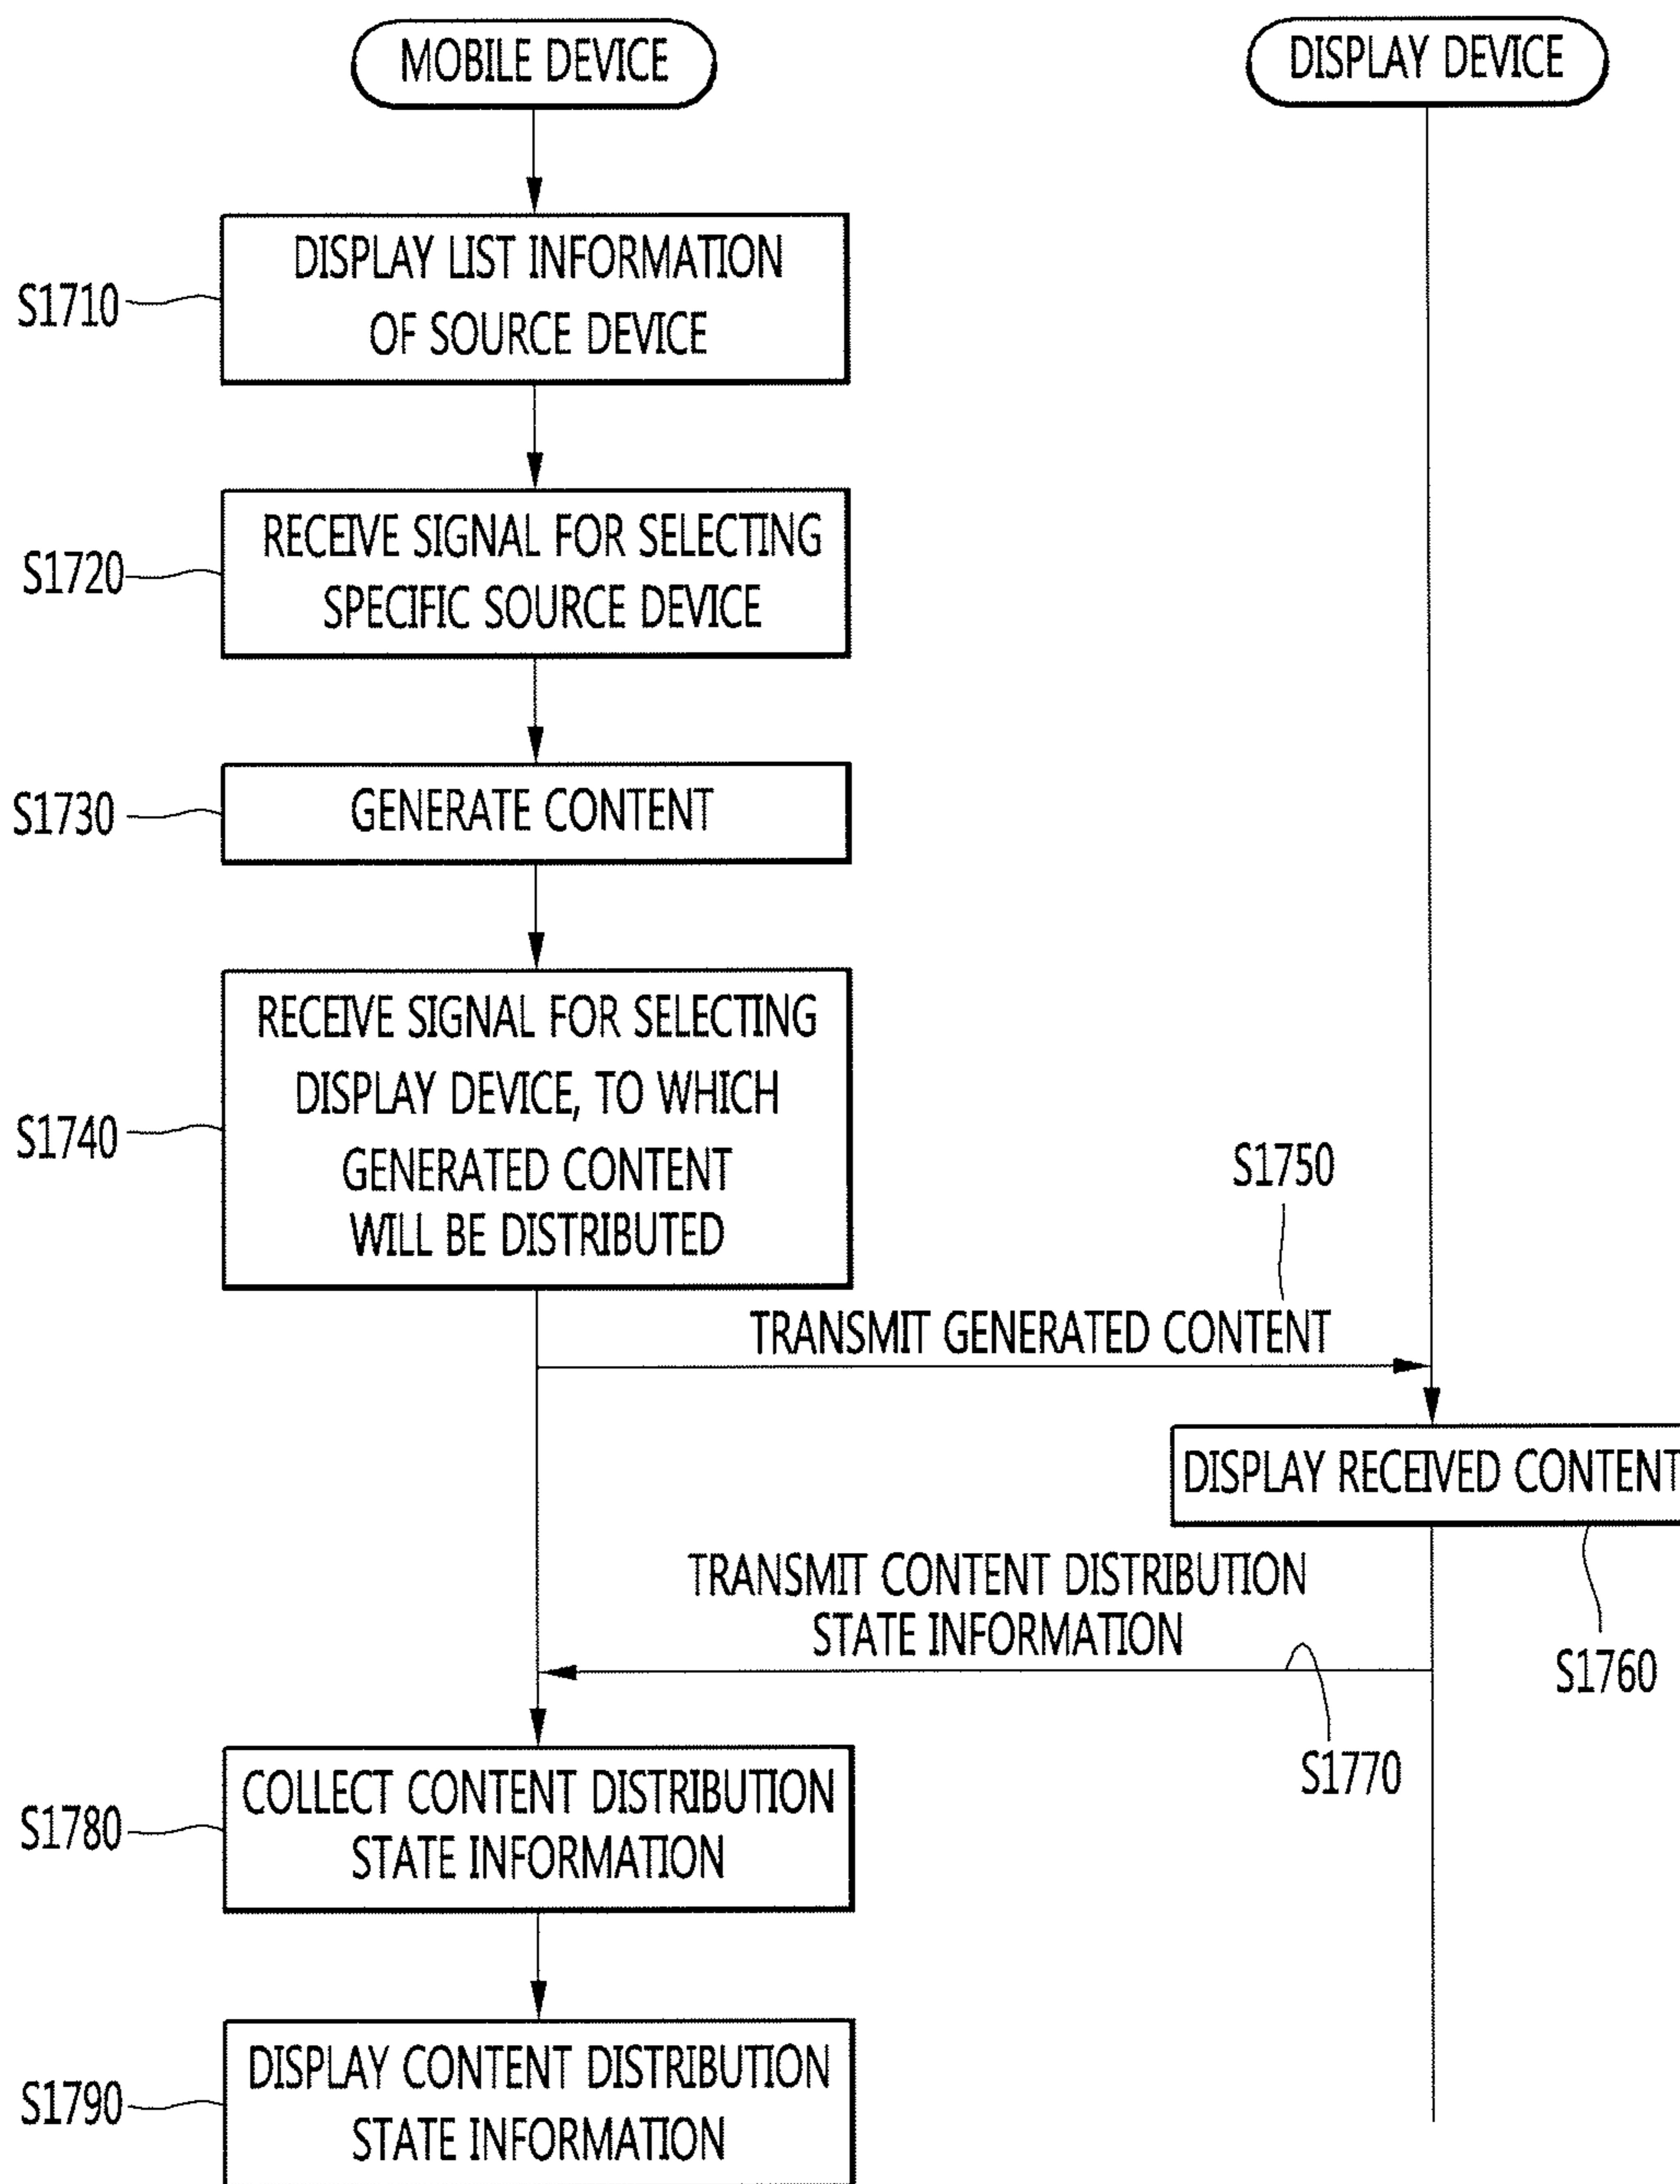 MOBILE DEVICE
DISPLAY DEVICE
S1710
DISPLAY LIST INFORMATION
OF SOURCE DEVICE
S1720
RECEIVE SIGNAL FOR SELECTING
SPECIFIC SOURCE DEVICE
S1730
GENERATE CONTENT
S1740
RECEIVE SIGNAL FOR SELECTING
DISPLAY DEVICE, TO WHICH
GENERATED CONTENT
WILL BE DISTRIBUTED
S1750
TRANSMIT GENERATED CONTENT
DISPLAY RECEIVED CONTENT
S1760
TRANSMIT CONTENT DISTRIBUTION
STATE INFORMATION
S1770
S1780
COLLECT CONTENT DISTRIBUTION
STATE INFORMATION
S1790
DISPLAY CONTENT DISTRIBUTION
STATE INFORMATION